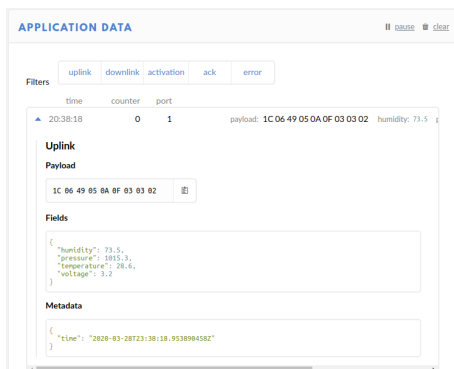 APPLICATION DATA
pause clear
Filters uplink downlink activation ack error
time counter port
20:38:18 0 1 payload: 1C 06 49 05 0A 0F 03 03 02 humidity: 73.5
Uplink
Payload
1C 06 49 05 0A 0F 03 03 02
Fields
{
"humidity": 73.5,
"pressure": 1015.3,
"temperature": 28.6,
"voltage": 3.2
}
Metadata
{
"time": "2020-03-28T23:38:18.953890458Z"
}